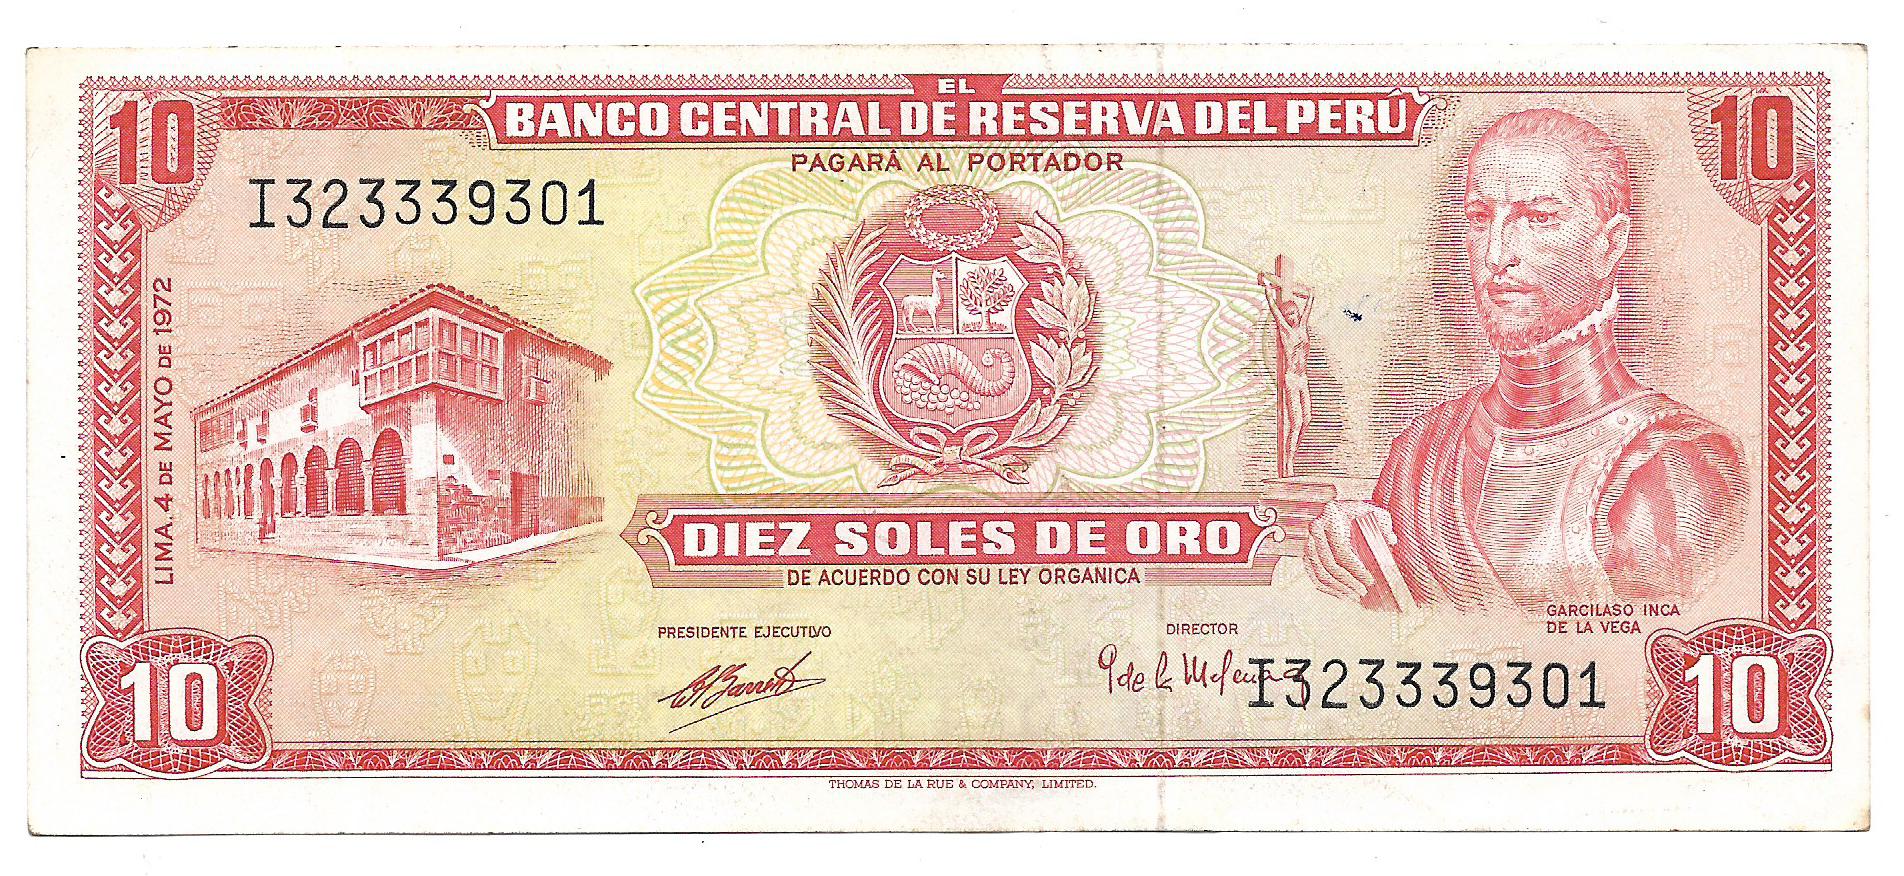 10
EL
BANCO CENTRAL DE RESERVA DEL PERÚ
10
PAGARÁ AL PORTADOR
I323339301
LIMA. 4 DE MAYO DE 1972
DIEZ SOLES DE ORO
DE ACUERDO CON SU LEY ORGANICA
GARCILASO INCA
DE LA VEGA
PRESIDENTE EJECUTIVO
DIRECTOR
I323339301
10
10
THOMAS DE LA RUE & COMPANY, LIMITED.